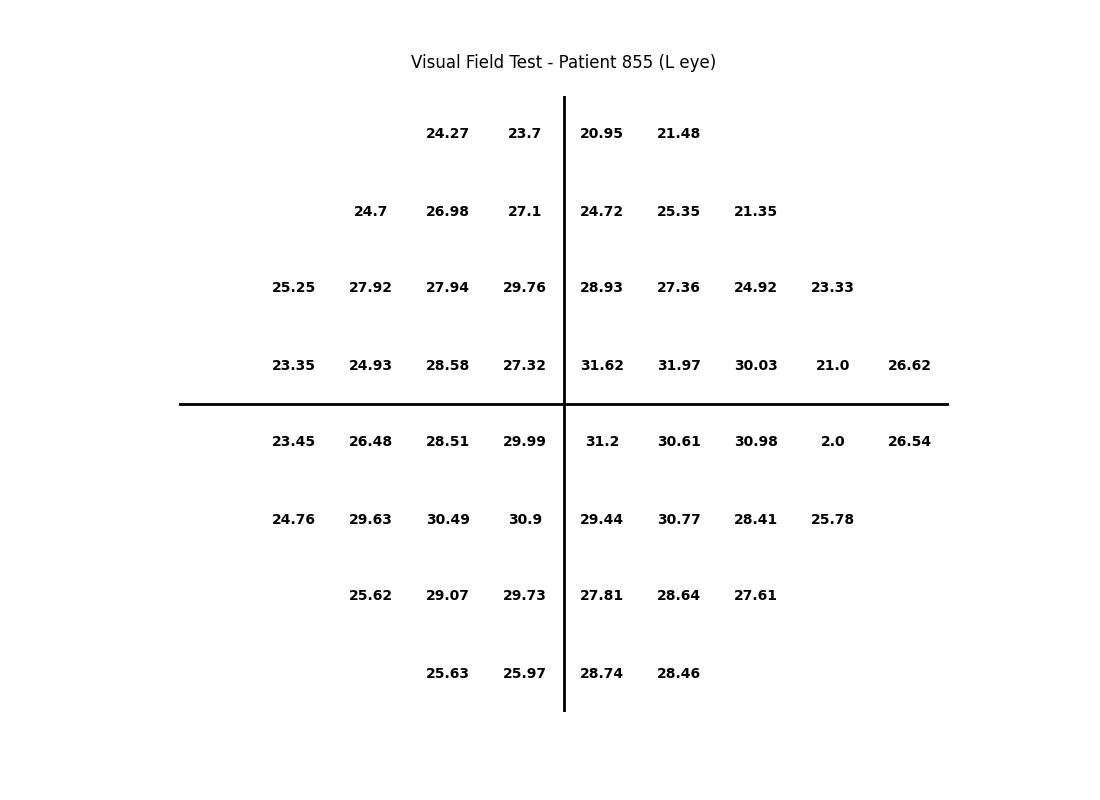 Visual Field Test - Patient 855 (L eye)
24.27 23.7 20.95 21.48
24.7 26.98 27.1 24.72 25.35 21.35
25.25 27.92 27.94 29.76 28.93 27.36 24.92 23.33
23.35 24.93 28.58 27.32 31.62 31.97 30.03 21.0 26.62
23.45 26.48 28.51 29.99 31.2 30.61 30.98 2.0 26.54
24.76 29.63 30.49 30.9 29.44 30.77 28.41 25.78
25.62 29.07 29.73 27.81 28.64 27.61
25.63 25.97 28.74 28.46